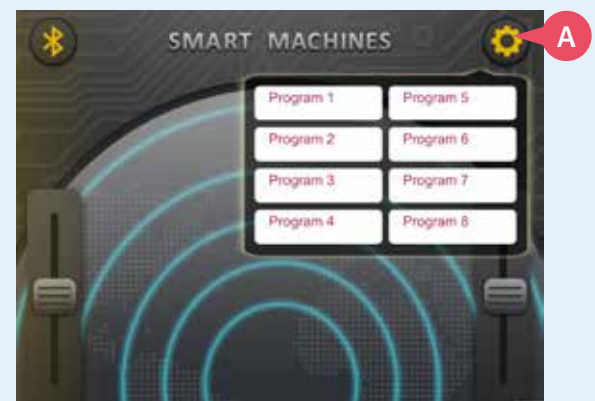 SMART MACHINES
A
Program 1
Program 5
Program 2
Program 6
Program 3
Program 7
Program 4
Program 8